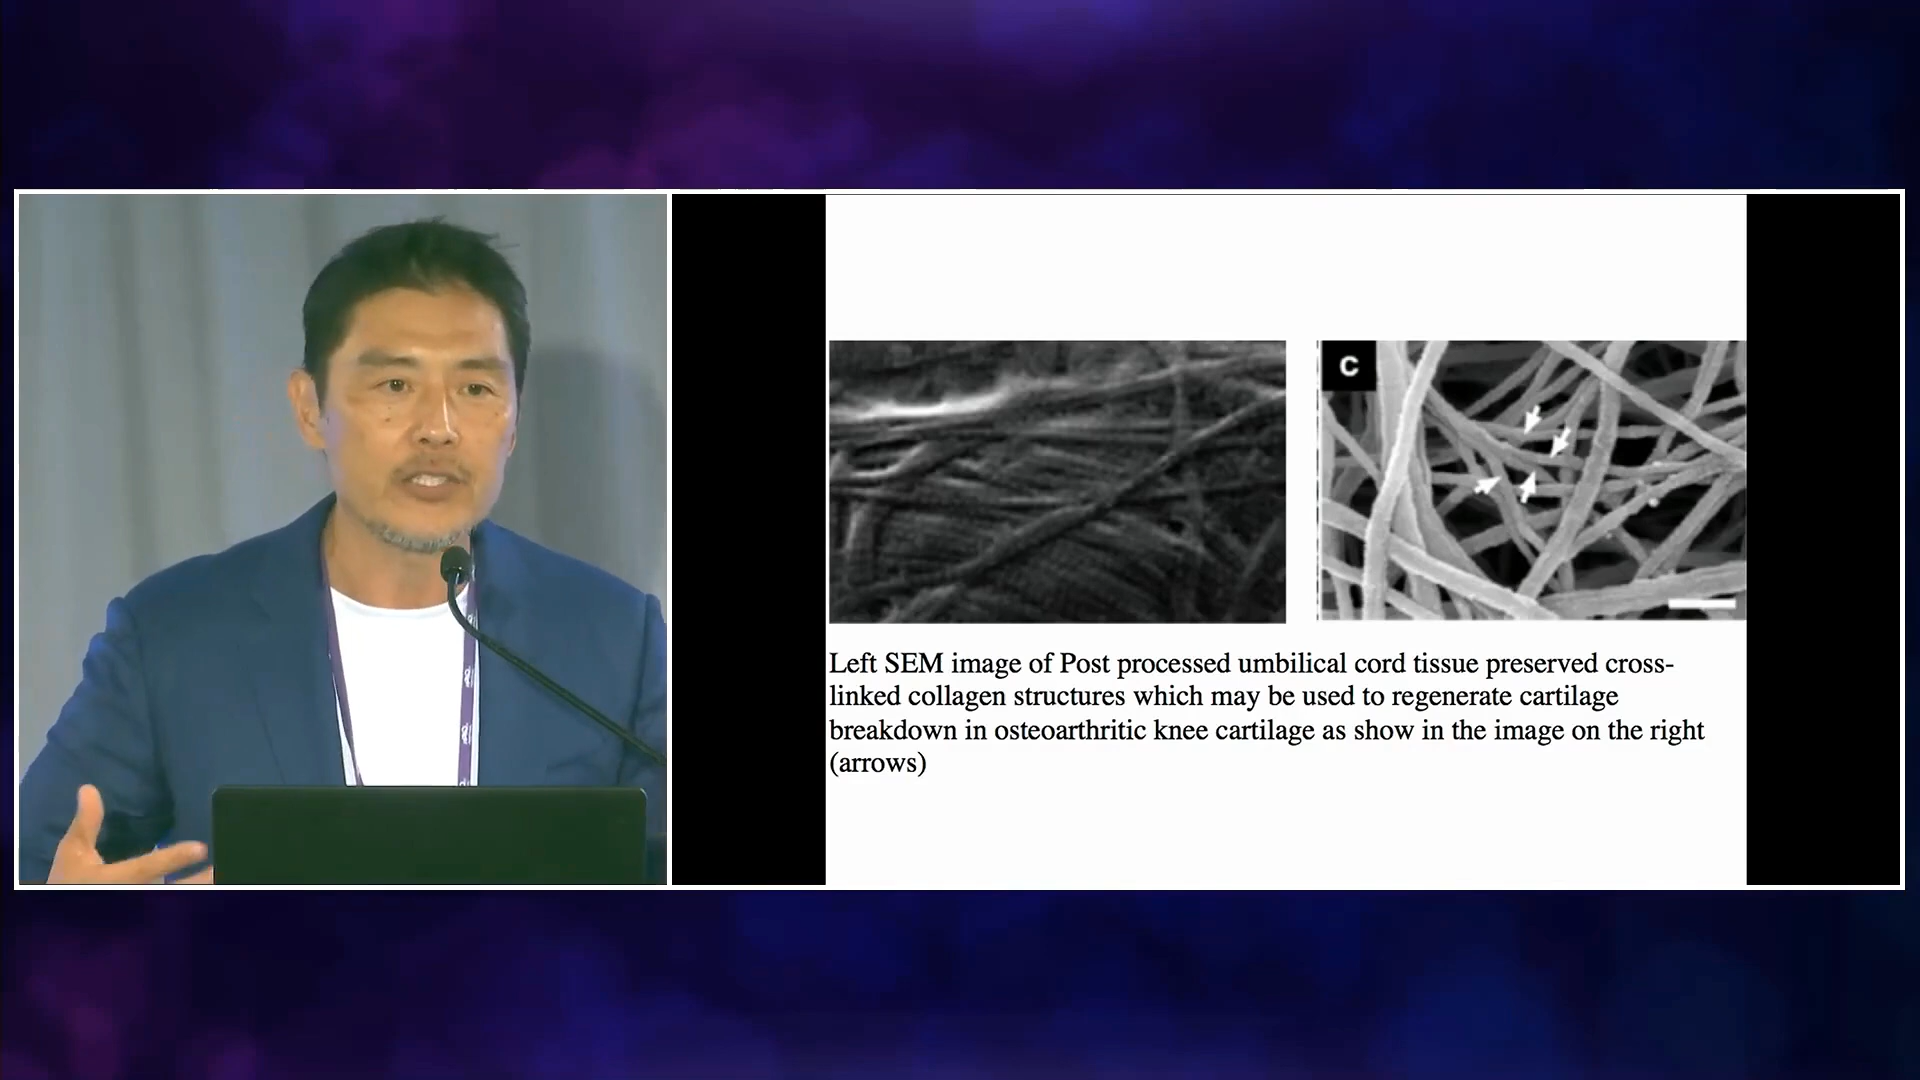 C
Left SEM image of Post processed umbilical cord tissue preserved cross-
linked collagen structures which may be used to regenerate cartilage
breakdown in osteoarthritic knee cartilage as show in the image on the right
(arrows)